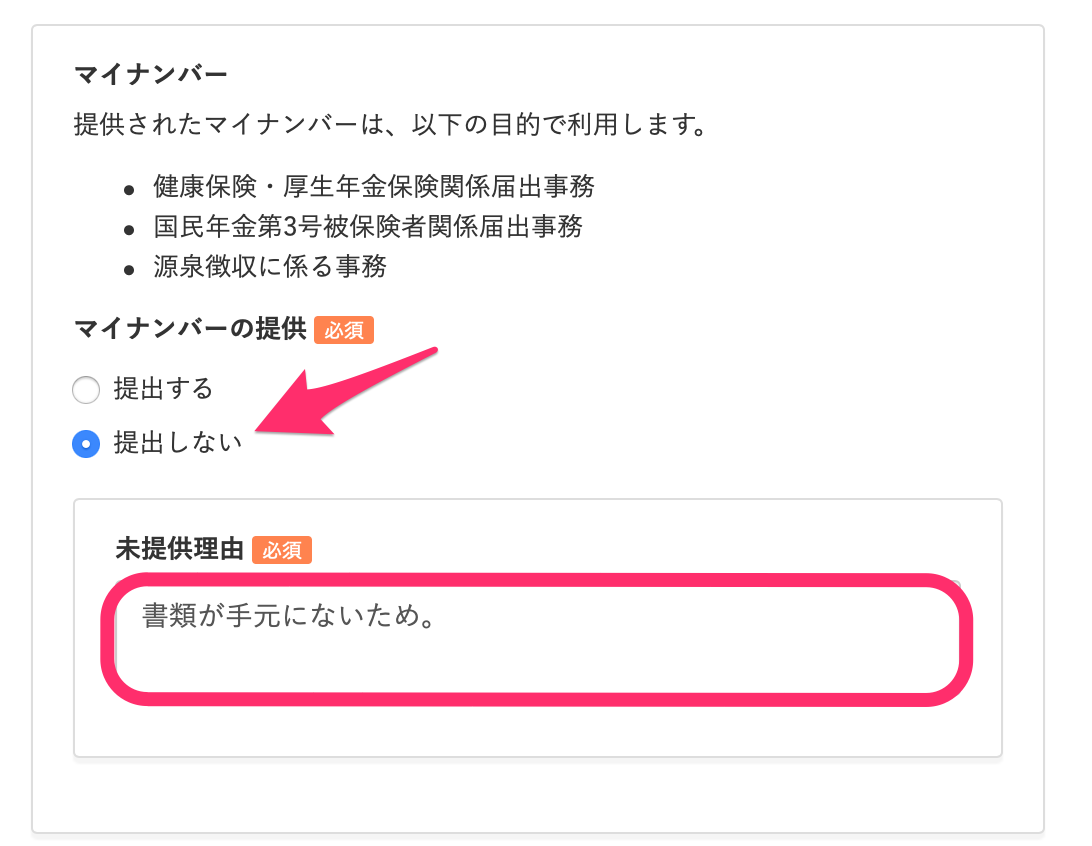 マイナンバー
提供されたマイナンバーは、以下の目的で利用します。
• 健康保険・厚生年金保険関係届出事務
• 国民年金第3号被保険者関係届出事務
• 源泉徴収に係る事務
マイナンバーの提供 必須
提出する
提出しない
未提供理由 必須
書類が手元にないため。